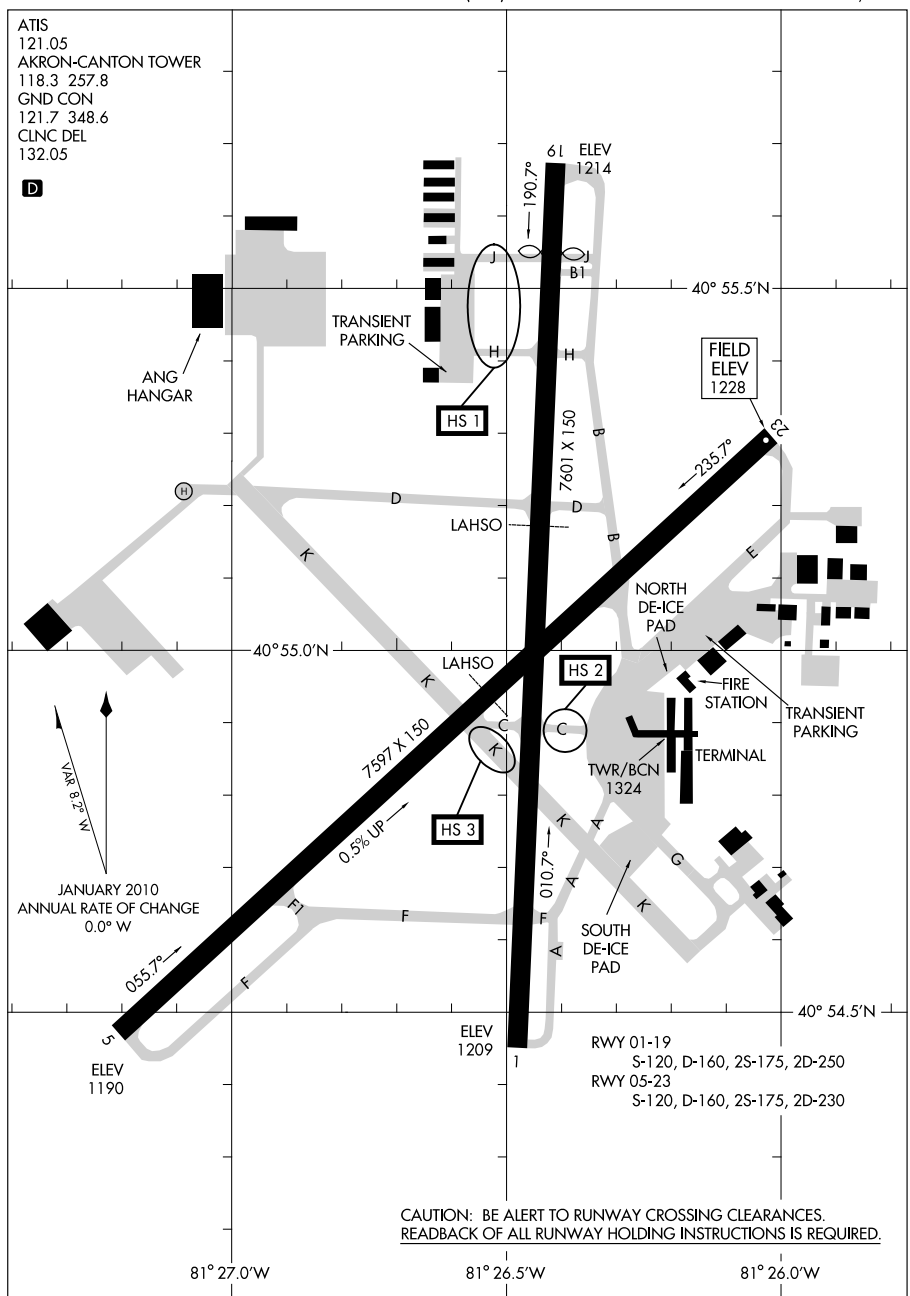 ATIS
121.05
AKRON-CANTON TOWER
118.3 257.8
GND CON
121.7 348.6
CLNC DEL
132.05
D
19
ELEV
1214
190.7°
J
J
B1
40° 55.5'N
TRANSIENT
PARKING
ANG
HANGAR
H
H
HS 1
FIELD
ELEV
1228
23
7601 X 150
B
235.7°
H
D
D
LAHSO
B
K
E
NORTH
DE-ICE
PAD
40° 55.0'N
LAHSO
HS 2
FIRE
STATION
K
C
C
TRANSIENT
PARKING
7597 X 150
K
TWR/BCN
1324
TERMINAL
VAR 8.2° W
HS 3
0.5% UP
K
A
G
010.7°
A
JANUARY 2010
ANNUAL RATE OF CHANGE
0.0° W
F1
F
F
K
A
SOUTH
DE-ICE
PAD
055.7°
F
40° 54.5'N
5
ELEV
1190
ELEV
1209
1
RWY 01-19
S-120, D-160, 2S-175, 2D-250
RWY 05-23
S-120, D-160, 2S-175, 2D-230
CAUTION: BE ALERT TO RUNWAY CROSSING CLEARANCES.
READBACK OF ALL RUNWAY HOLDING INSTRUCTIONS IS REQUIRED.
81° 27.0'W
81° 26.5'W
81° 26.0'W